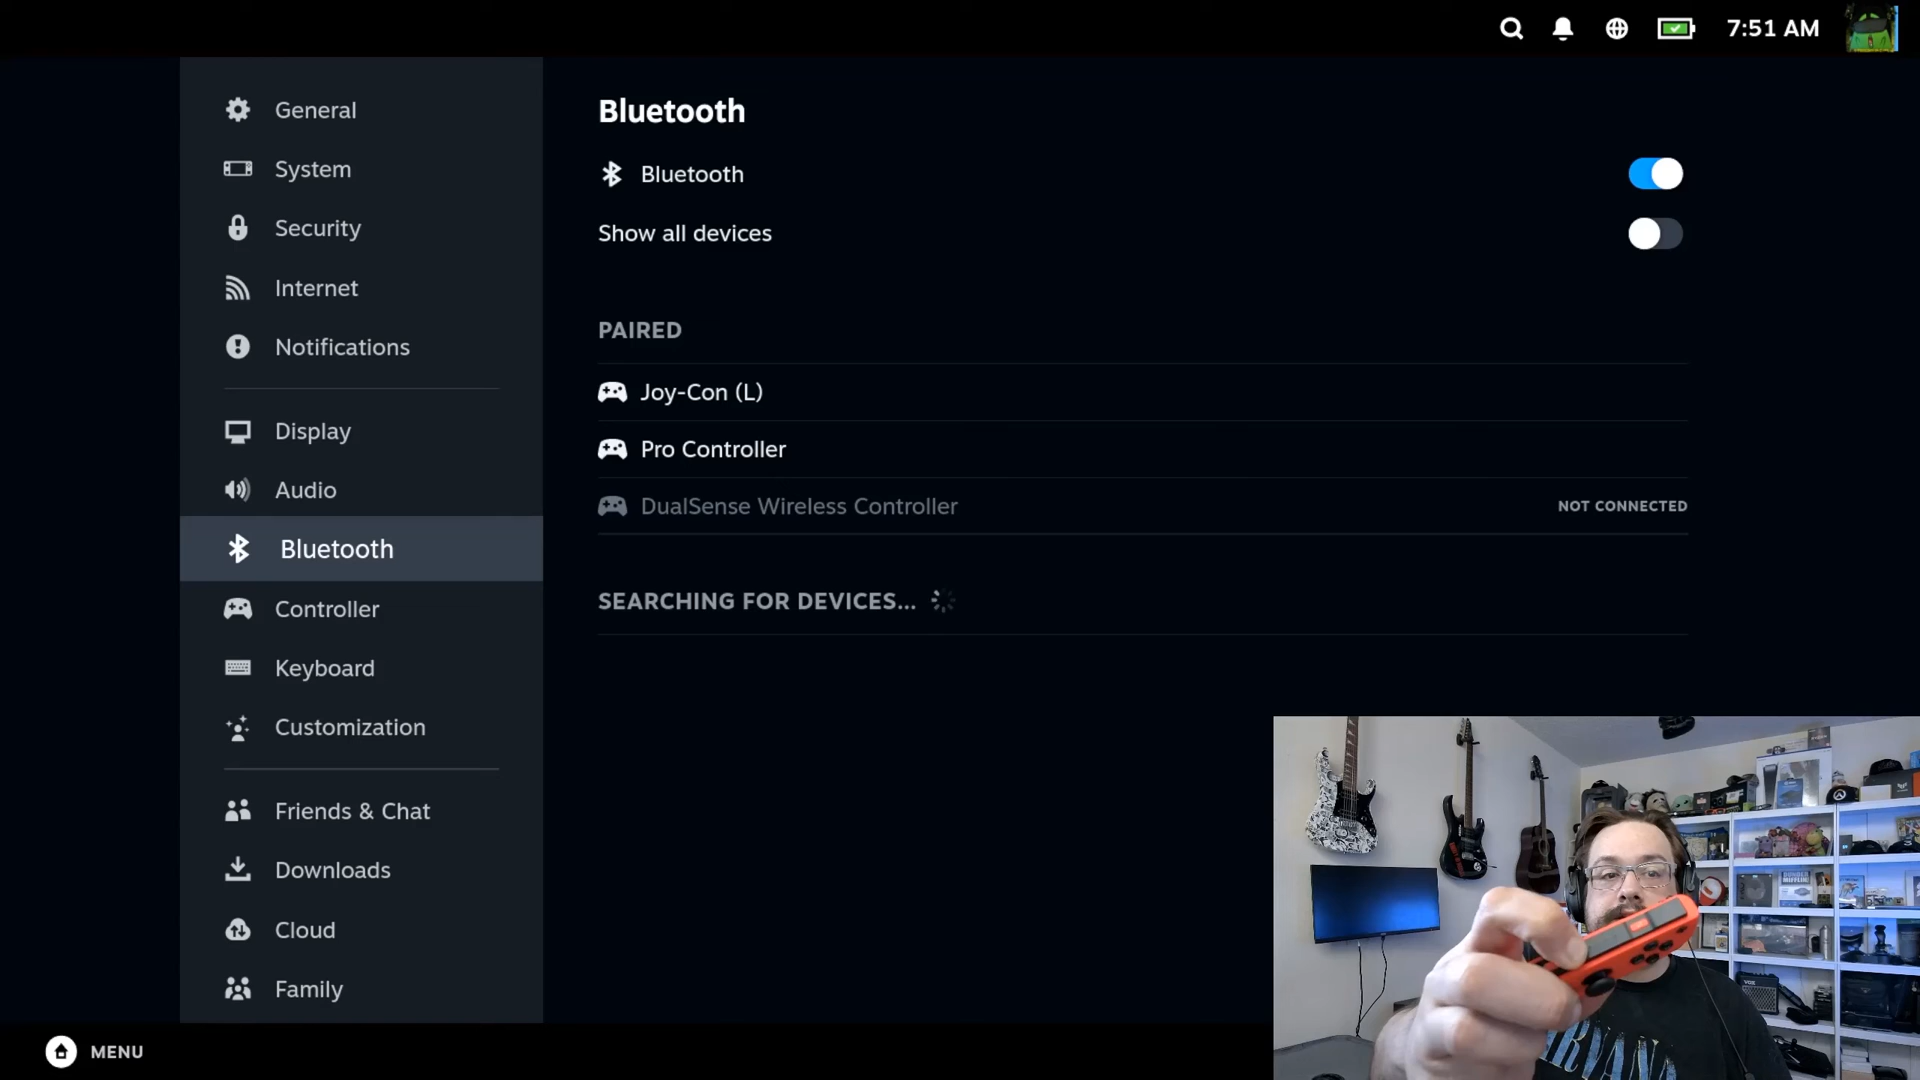 7:51 AM
General
System
Security
Internet
Notifications
Display
Audio
Bluetooth
Controller
Keyboard
Customization
Friends & Chat
Downloads
Cloud
Family
Bluetooth
Bluetooth
Show all devices
PAIRED
Joy-Con (L)
Pro Controller
DualSense Wireless Controller NOT CONNECTED
SEARCHING FOR DEVICES...
MENU